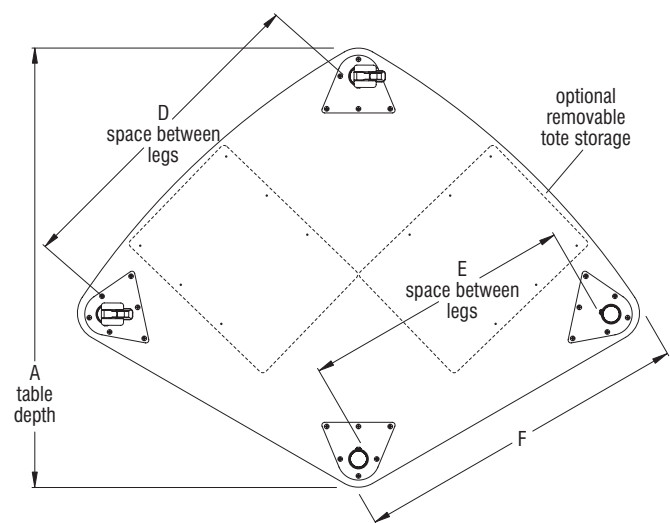 D
space between
legs
optional
removable
tote storage
E
space between
legs
A
table
depth
F